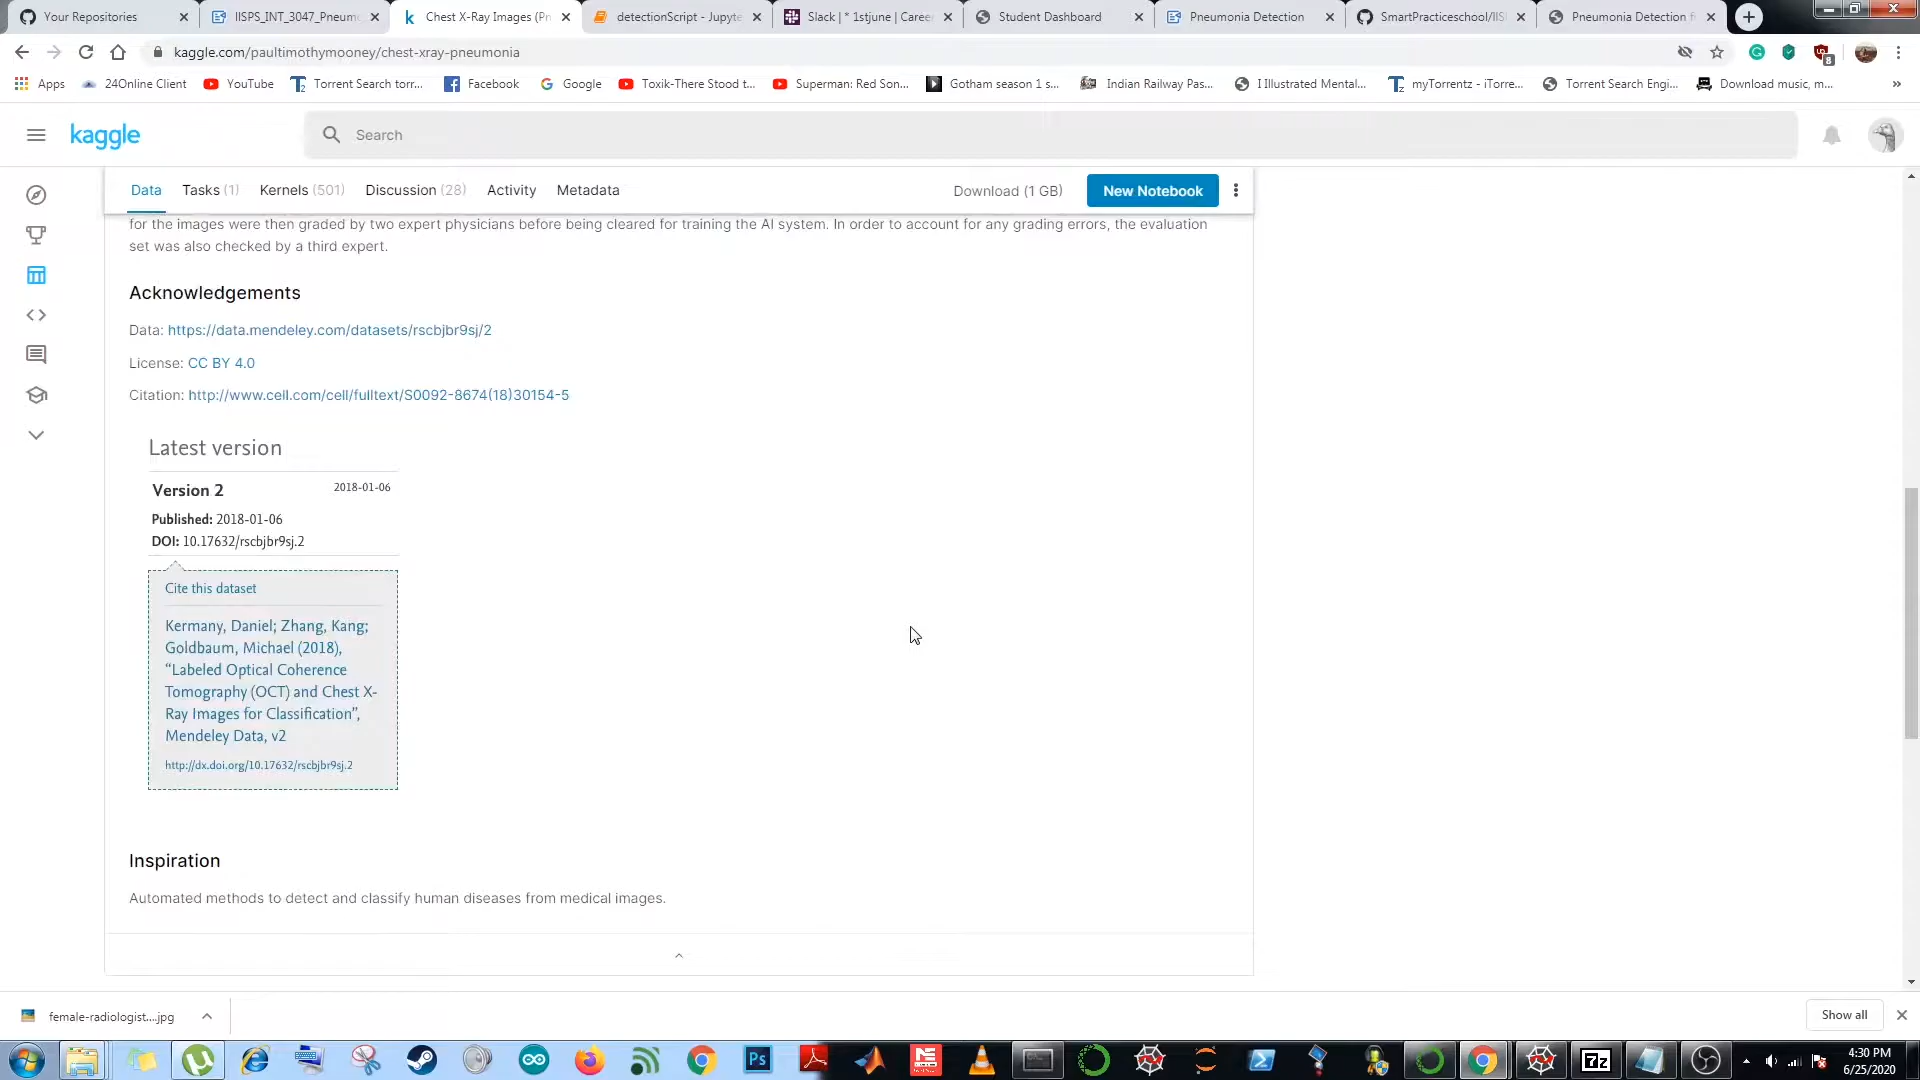 Your Repositories
IISPS_INT_3047_Pneum
Chest X-Ray Images (Pn
detectionScript - Jupyte
Slack | * 1stjune | Caree
Student Dashboard
Pneumonia Detection
SmartPracticeschool/IIS
Pneumonia Detection f
kaggle.com/paultimothymooney/chest-xray-pneumonia
8
Apps
24Online Client
YouTube
Torrent Search torr...
Facebook
Google
Toxik-There Stood t...
Superman: Red Son...
Gotham season 1 s...
Indian Railway Pas...
I Illustrated Mental...
myTorrentz - iTorre...
Torrent Search Engi...
Download music, m...
»
kaggle
Search
Data
Tasks (1)
Kernels (501)
Discussion (28)
Activity
Metadata
Download (1 GB)
New Notebook
for the images were then graded by two expert physicians before being cleared for training the AI system. In order to account for any grading errors, the evaluation
set was also checked by a third expert.
Acknowledgements
Data: https://data.mendeley.com/datasets/rscbjbr9sj/2
License: CC BY 4.0
Citation: http://www.cell.com/cell/fulltext/S0092-8674(18)30154-5
Latest version
Version 2
2018-01-06
Published: 2018-01-06
DOI: 10.17632/rscbjbr9sj.2
Cite this dataset
Kermany, Daniel; Zhang, Kang;
Goldbaum, Michael (2018),
“Labeled Optical Coherence
Tomography (OCT) and Chest X-
Ray Images for Classification”,
Mendeley Data, v2
http://dx.doi.org/10.17632/rscbjbr9sj.2
Inspiration
Automated methods to detect and classify human diseases from medical images.
female-radiologist....jpg
Show all
Ps
7z
4:30 PM
6/25/2020